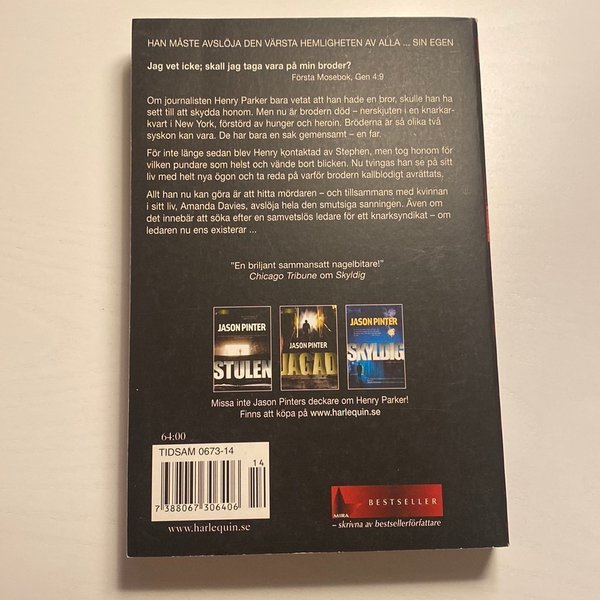 HAN MÅSTE AVSLÖJA DEN VÄRSTA HEMLIGHETEN AV ALLA ... SIN EGEN
Jag vet icke; skall jag taga vara på min broder?
Första Mosebok, Gen 4:9
Om journalisten Henry Parker bara vetat att han hade en bror, skulle han ha
sett till att skydda honom. Men nu är brodern död – nerskjuten i en knarkar-
kvart i New York, förstörd av hunger och heroin. Bröderna är så olika två
syskon kan vara. De har bara en sak gemensamt – en far.
För inte länge sedan blev Henry kontaktad av Stephen, men tog honom för
vilken pundare som helst och vände bort blicken. Nu tvingas han se på sitt
liv med helt nya ögon och ta reda på varför brodern kallblodigt avrättats.
Allt han nu kan göra är att hitta mördaren – och tillsammans med kvinnan
i sitt liv, Amanda Davies, avslöja hela den smutsiga sanningen. Även om
det innebär att söka efter en samvetslös ledare för ett knarksyndikat – om
ledaren nu ens existerar ...
"En briljant sammansatt nagelbitare!"
Chicago Tribune om Skyldig
JASON PINTER
STULEN
JASON PINTER
JAGAD
JASON PINTER
SKYLDIG
Missa inte Jason Pinters deckare om Henry Parker!
Finns att köpa på www.harlequin.se
64:00
TIDSAM 0673-14
14
7 388067 306406
www.harlequin.se
MIRA
BESTSELLER
– skrivna av bestsellerförfattare